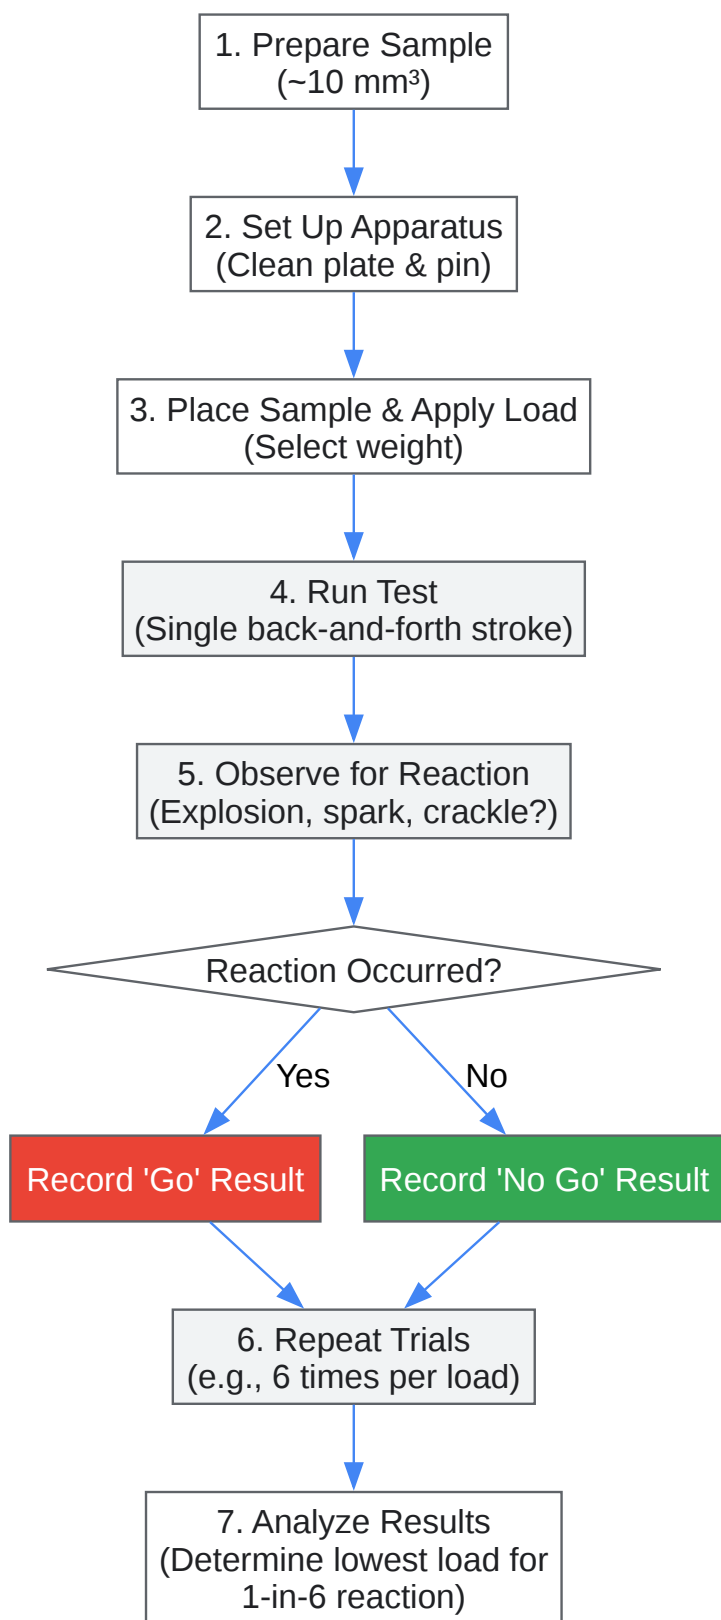 1. Prepare Sample
(~10 mm³)
2. Set Up Apparatus
(Clean plate & pin)
3. Place Sample & Apply Load
(Select weight)
4. Run Test
(Single back-and-forth stroke)
5. Observe for Reaction
(Explosion, spark, crackle?)
Reaction Occurred?
Yes
No
Record 'Go' Result
Record 'No Go' Result
6. Repeat Trials
(e.g., 6 times per load)
7. Analyze Results
(Determine lowest load for
1-in-6 reaction)